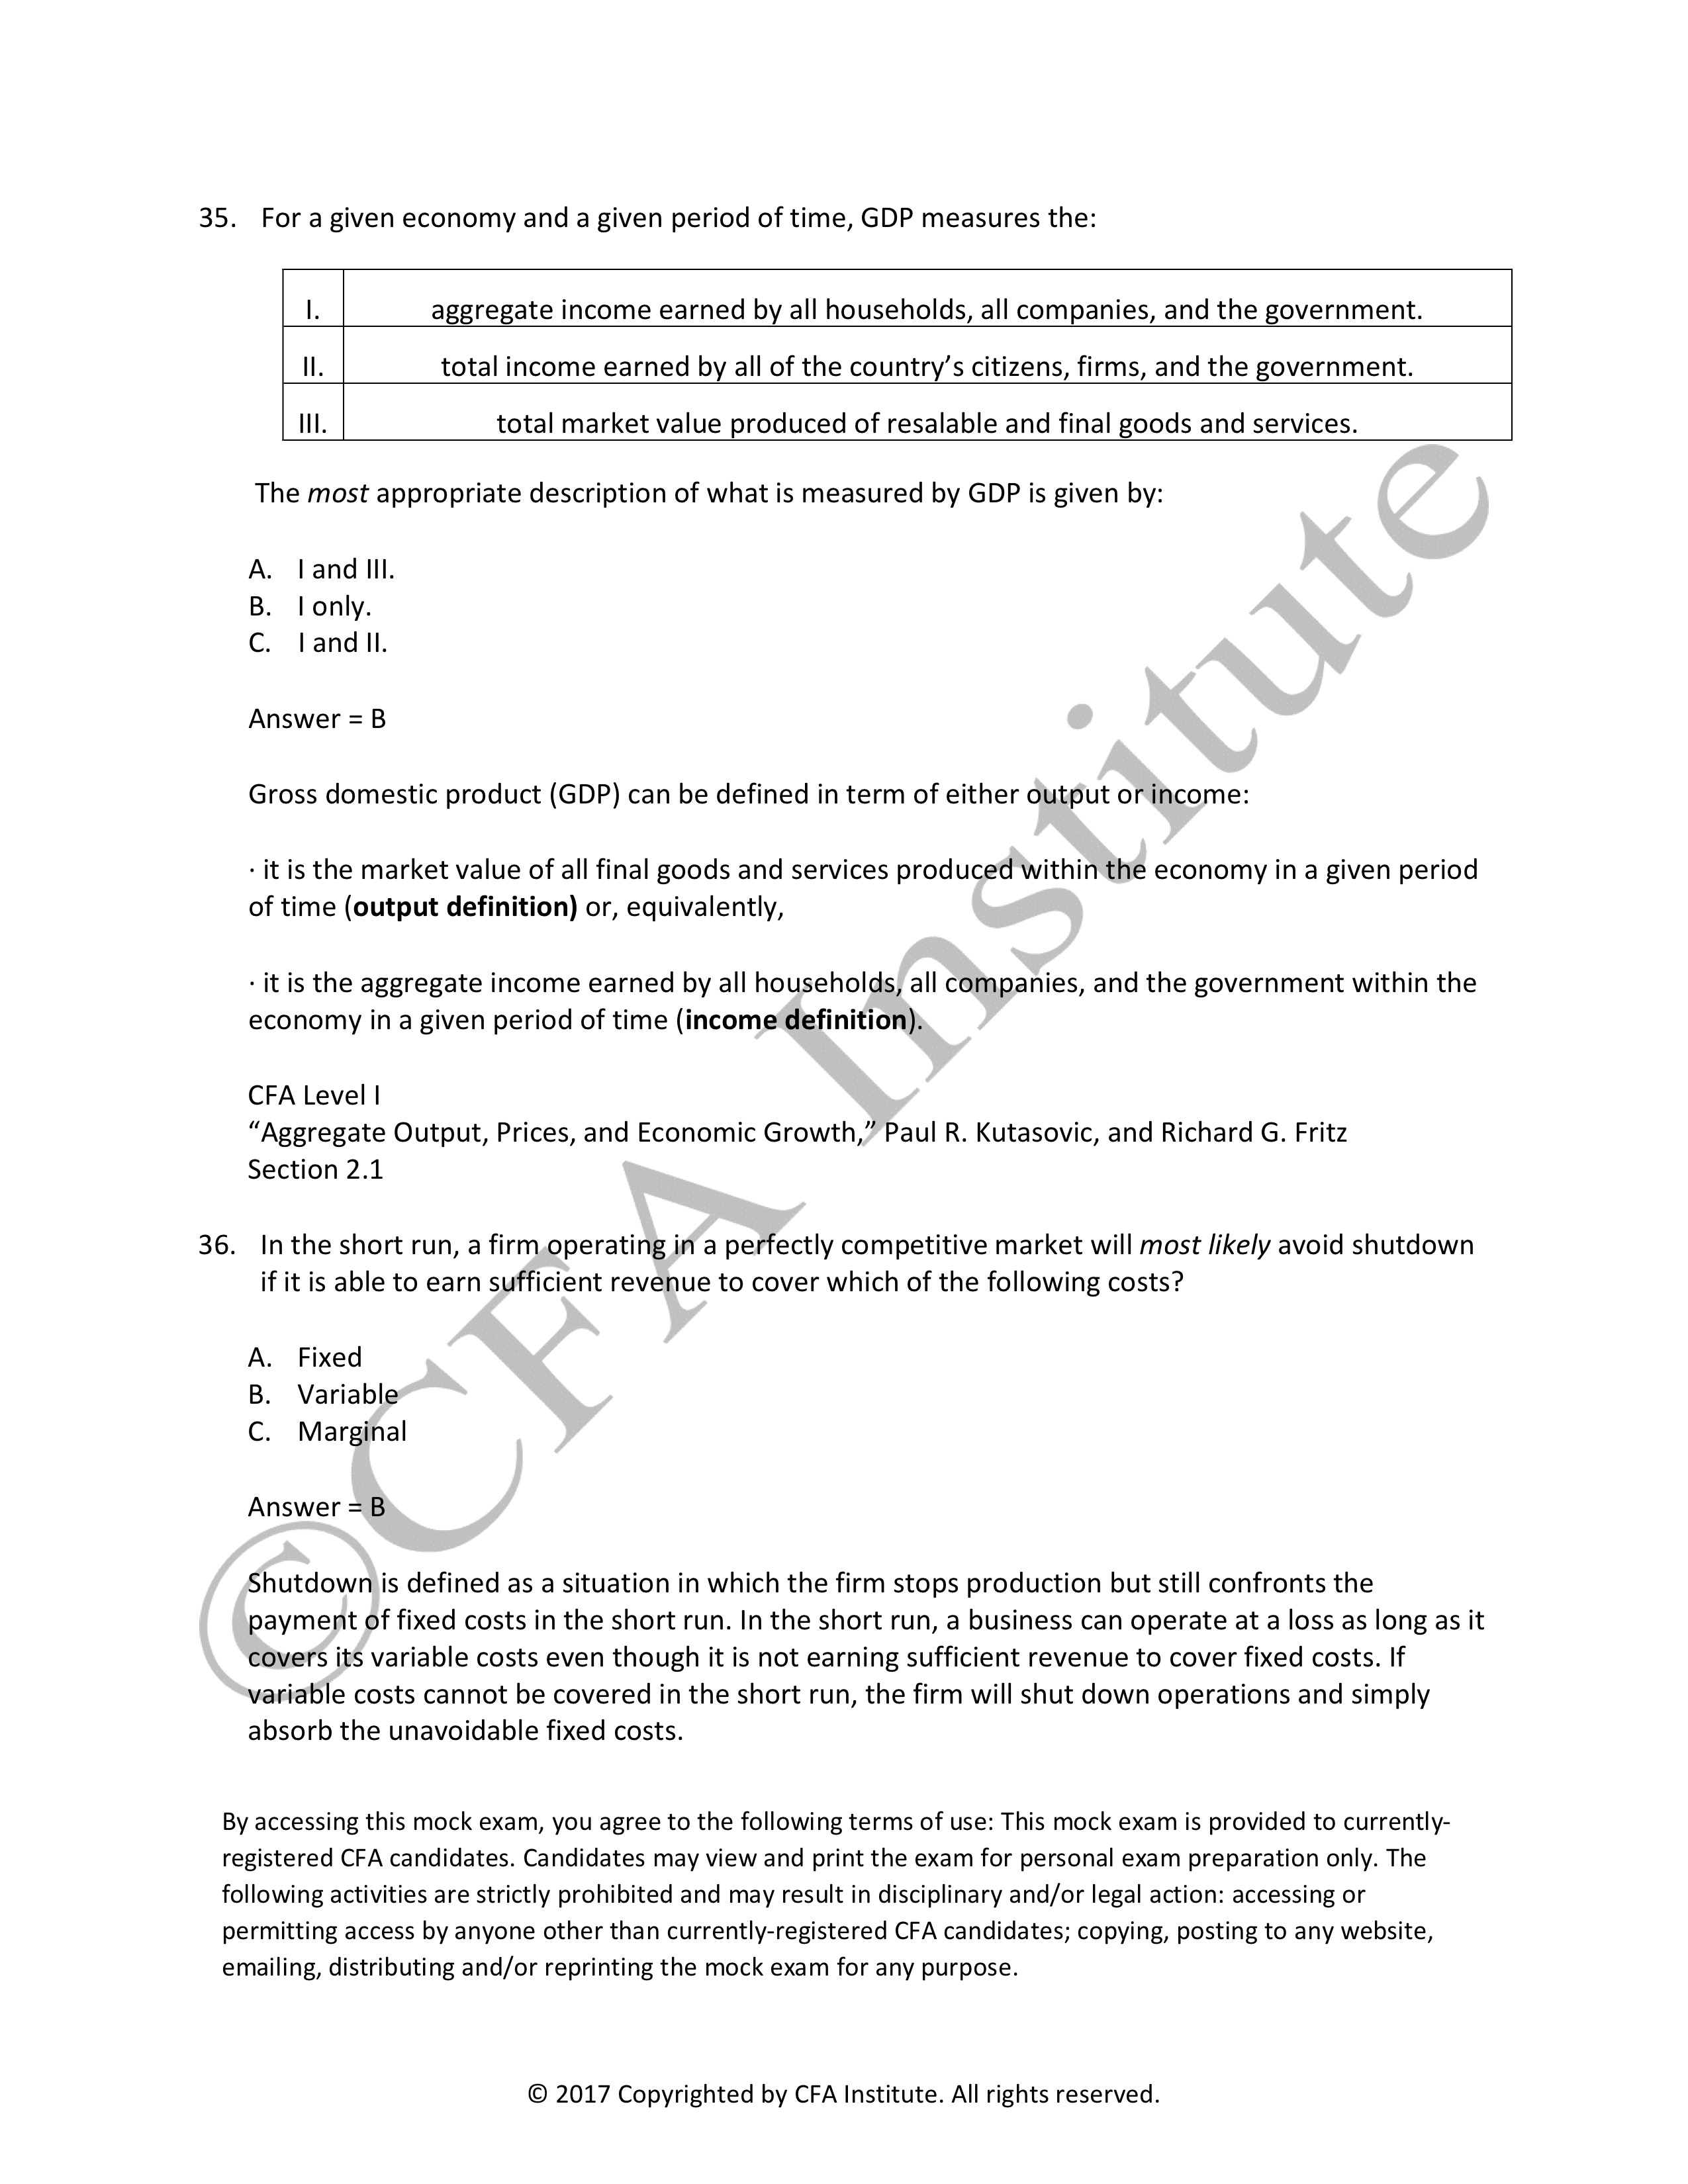 35. For a given economy and a given period of time, GDP measures the:
I. aggregate income earned by all households, all companies, and the government.
II. total income earned by all of the country’s citizens, firms, and the government.
III. total market value produced of resalable and final goods and services.
The most appropriate description of what is measured by GDP is given by:
A. I and III.
B. I only.
C. I and II.
Answer = B
Gross domestic product (GDP) can be defined in term of either output or income:
· it is the market value of all final goods and services produced within the economy in a given period
of time (output definition) or, equivalently,
· it is the aggregate income earned by all households, all companies, and the government within the
economy in a given period of time (income definition).
CFA Level I
“Aggregate Output, Prices, and Economic Growth,” Paul R. Kutasovic, and Richard G. Fritz
Section 2.1
36. In the short run, a firm operating in a perfectly competitive market will most likely avoid shutdown
if it is able to earn sufficient revenue to cover which of the following costs?
A. Fixed
B. Variable
C. Marginal
Answer = B
Shutdown is defined as a situation in which the firm stops production but still confronts the
payment of fixed costs in the short run. In the short run, a business can operate at a loss as long as it
covers its variable costs even though it is not earning sufficient revenue to cover fixed costs. If
variable costs cannot be covered in the short run, the firm will shut down operations and simply
absorb the unavoidable fixed costs.
By accessing this mock exam, you agree to the following terms of use: This mock exam is provided to currently-
registered CFA candidates. Candidates may view and print the exam for personal exam preparation only. The
following activities are strictly prohibited and may result in disciplinary and/or legal action: accessing or
permitting access by anyone other than currently-registered CFA candidates; copying, posting to any website,
emailing, distributing and/or reprinting the mock exam for any purpose.
© 2017 Copyrighted by CFA Institute. All rights reserved.
©CFA Institute